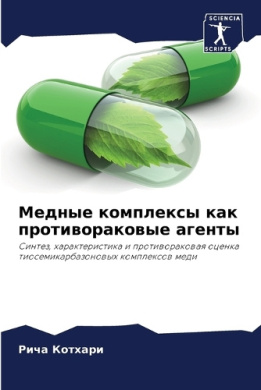 SCIENCIA
SCRIPTS
Медные комплексы как
противораковые агенты
Синтез, характеристика и противораковая оценка
тиосемикарбазоновых комплексов меди
Рича Котхари